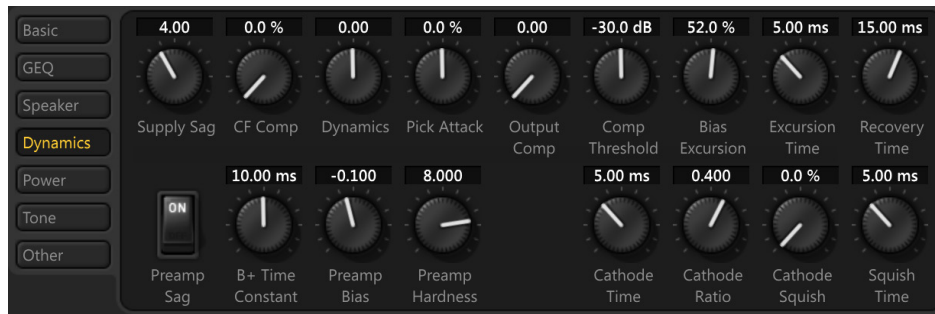 Basic
GEQ
Speaker
Dynamics
Power
Tone
Other
4.00 0.0 % 0.00 0.0 % 0.00 -30.0 dB 52.0 % 5.00 ms 15.00 ms
Supply Sag CF Comp Dynamics Pick Attack Output Comp Bias Excursion Recovery
Comp Threshold Excursion Time Time
10.00 ms -0.100 8.000 5.00 ms 0.400 0.0 % 5.00 ms
ON
Preamp B+ Time Preamp Preamp Cathode Cathode Cathode Squish
Sag Constant Bias Hardness Time Ratio Squish Time